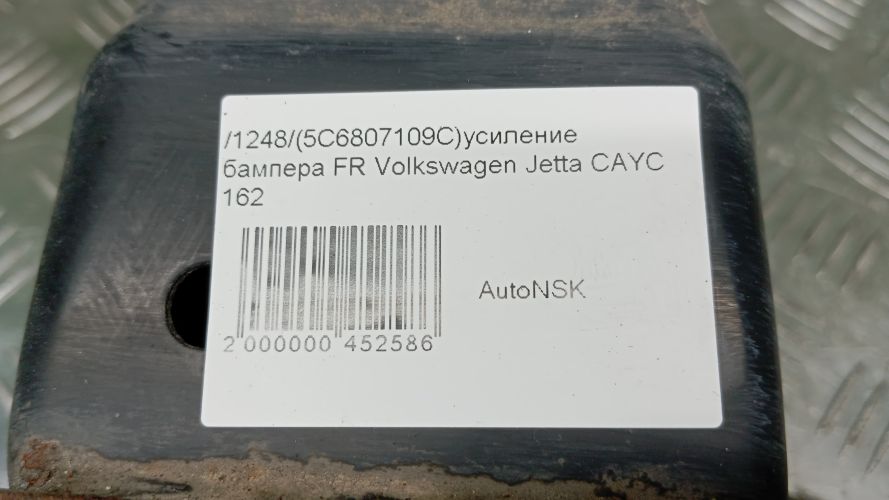 /1248/(5C6807109C)усиление
бампера FR Volkswagen Jetta CAYC
162
AutoNSK
2 000000 452586